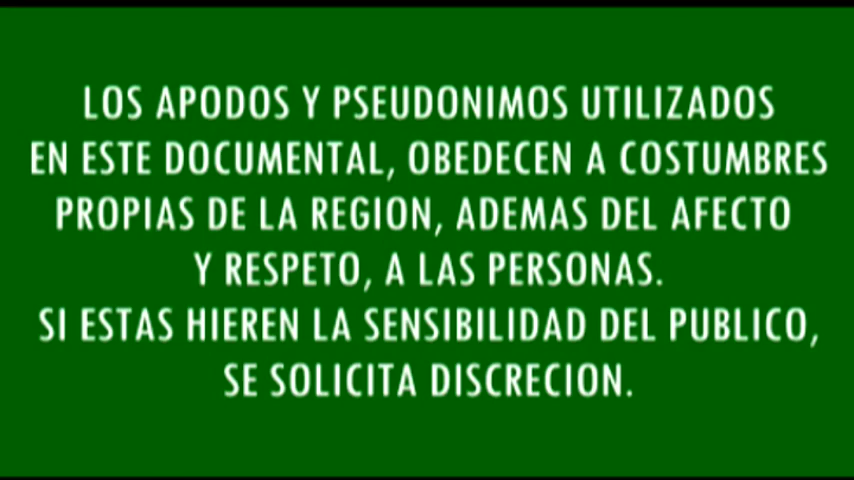 LOS APODOS Y PSEUDONIMOS UTILIZADOS
EN ESTE DOCUMENTAL, OBEDECEN A COSTUMBRES
PROPIAS DE LA REGION, ADEMAS DEL AFECTO
Y RESPETO, A LAS PERSONAS.
SI ESTAS HIEREN LA SENSIBILIDAD DEL PUBLICO,
SE SOLICITA DISCRECION.